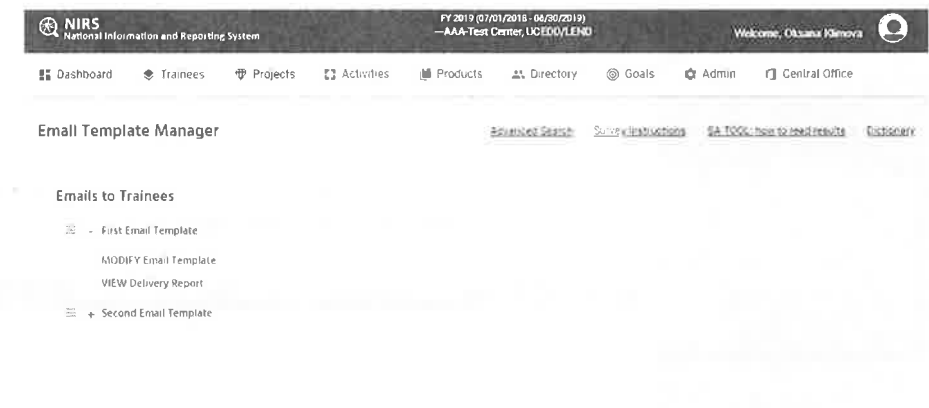 NIRS
National Information and Reporting System
FY 2019 (07/01/2018 - 06/30/2019)
—AAA-Test Center, UCEDD/LEND
Welcome, Oksana Klimova
Dashboard Trainees Projects Activities Products Directory Goals Admin Central Office
Email Template Manager
Advanced Search Survey Instructions SA TOOL: how to read results Dictionary
Emails to Trainees
- First Email Template
MODIFY Email Template
VIEW Delivery Report
+ Second Email Template